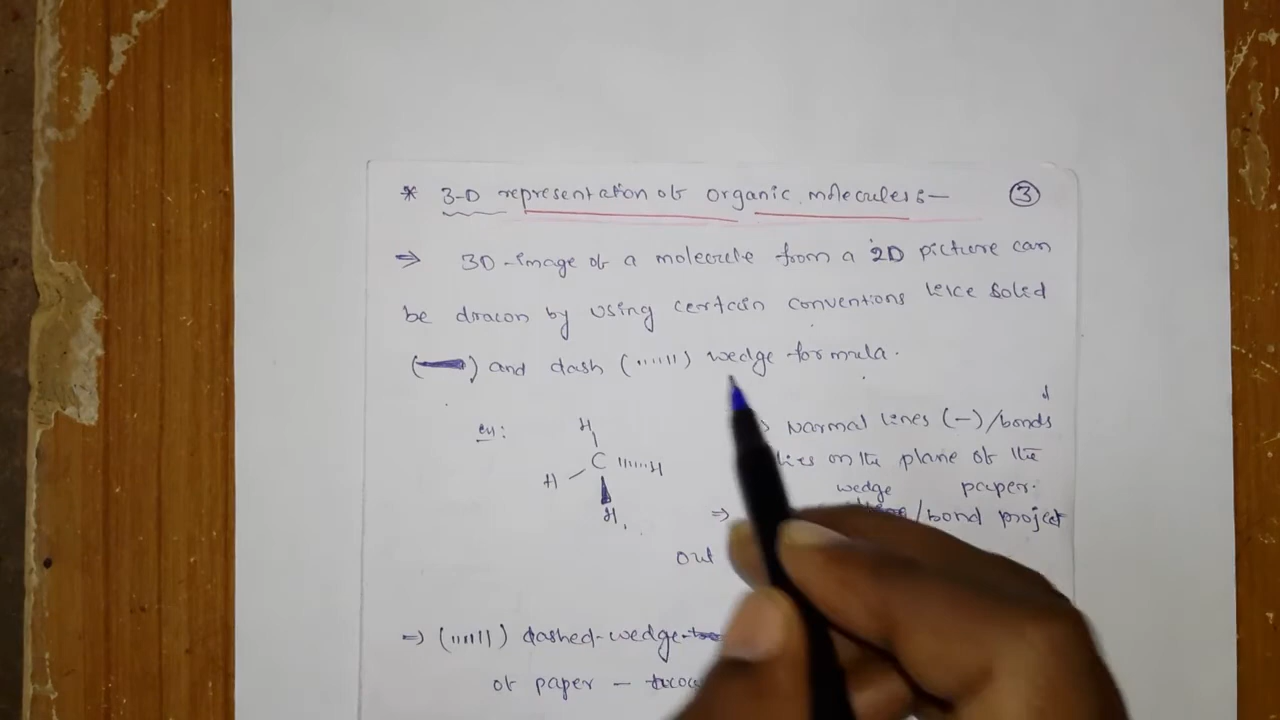 * 3-D representation of organic molecules:- ③
⇒ 3D-image of a molecule from a 2D picture can
be drawn by using certain conventions like solid
( ) and dash (''''''') wedge formula.
ex:
H
C '''''' H
H
H
Normal lines (-)/bonds
lies on the plane of the
paper.
⇒ wedge /bond project
out
⇒ ('''''') dashed-wedge
of paper -